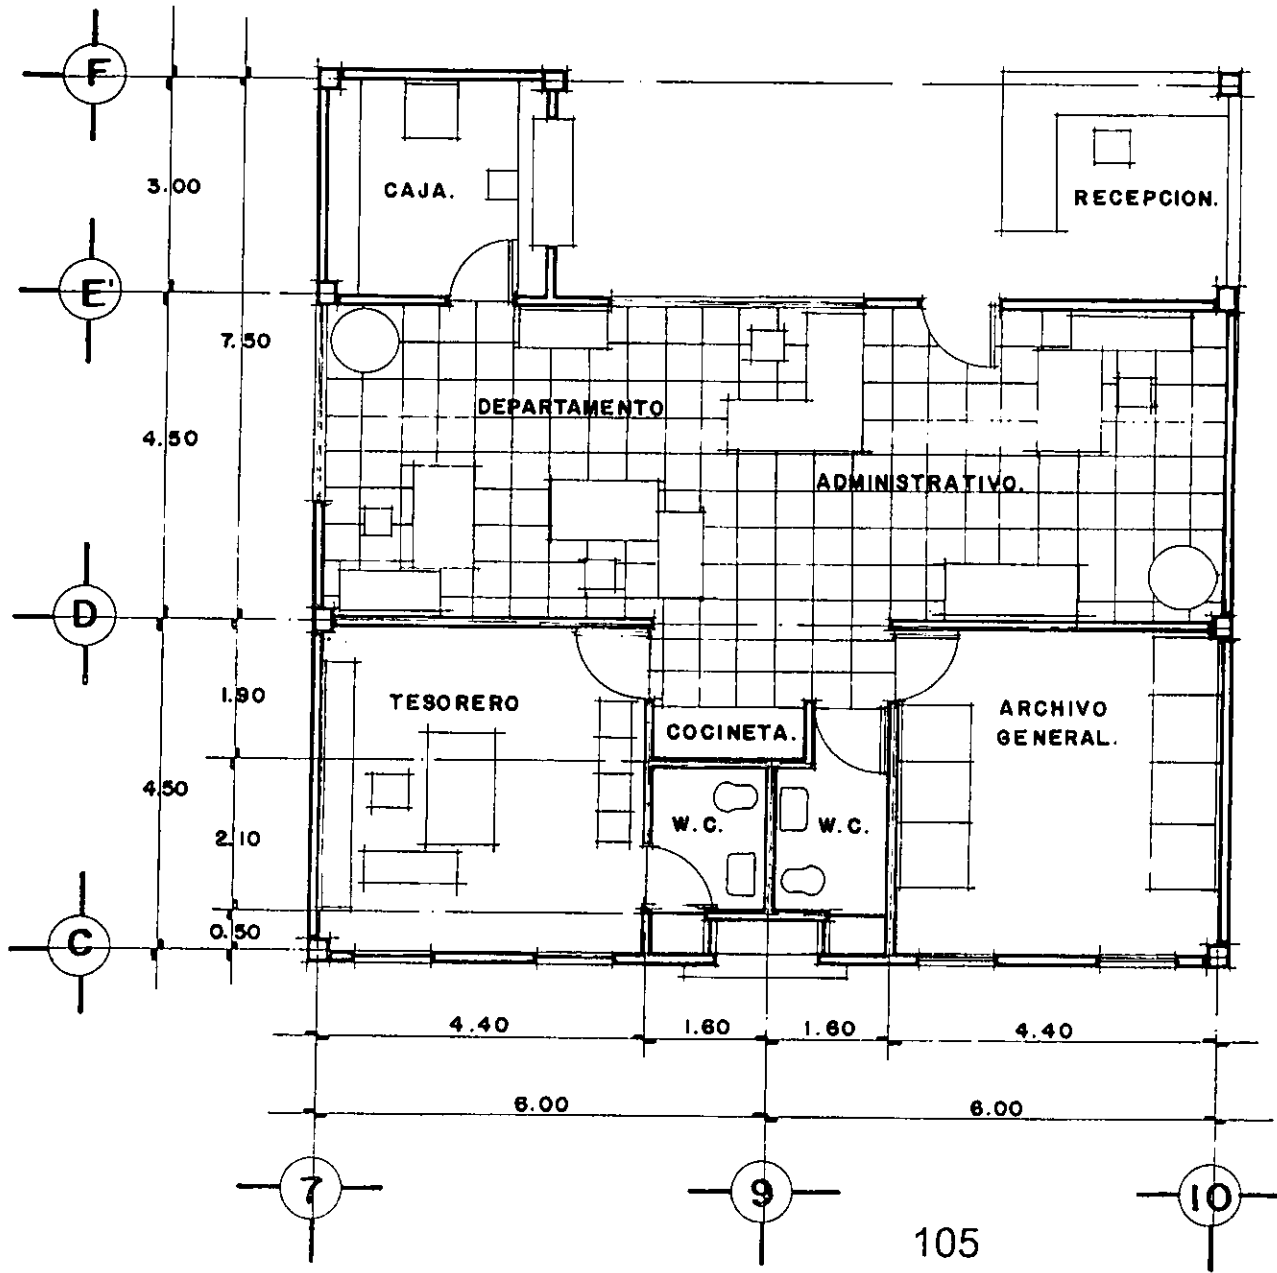 F
3.00
CAJA.
RECEPCION.
E'
7.50
4.50
DEPARTAMENTO
ADMINISTRATIVO.
D
1.90
TESORERO
COCINETA.
ARCHIVO
GENERAL.
4.50
2.10
W.C.
W.C.
0.50
C
4.40
1.60
1.60
4.40
6.00
6.00
7
9
10
105